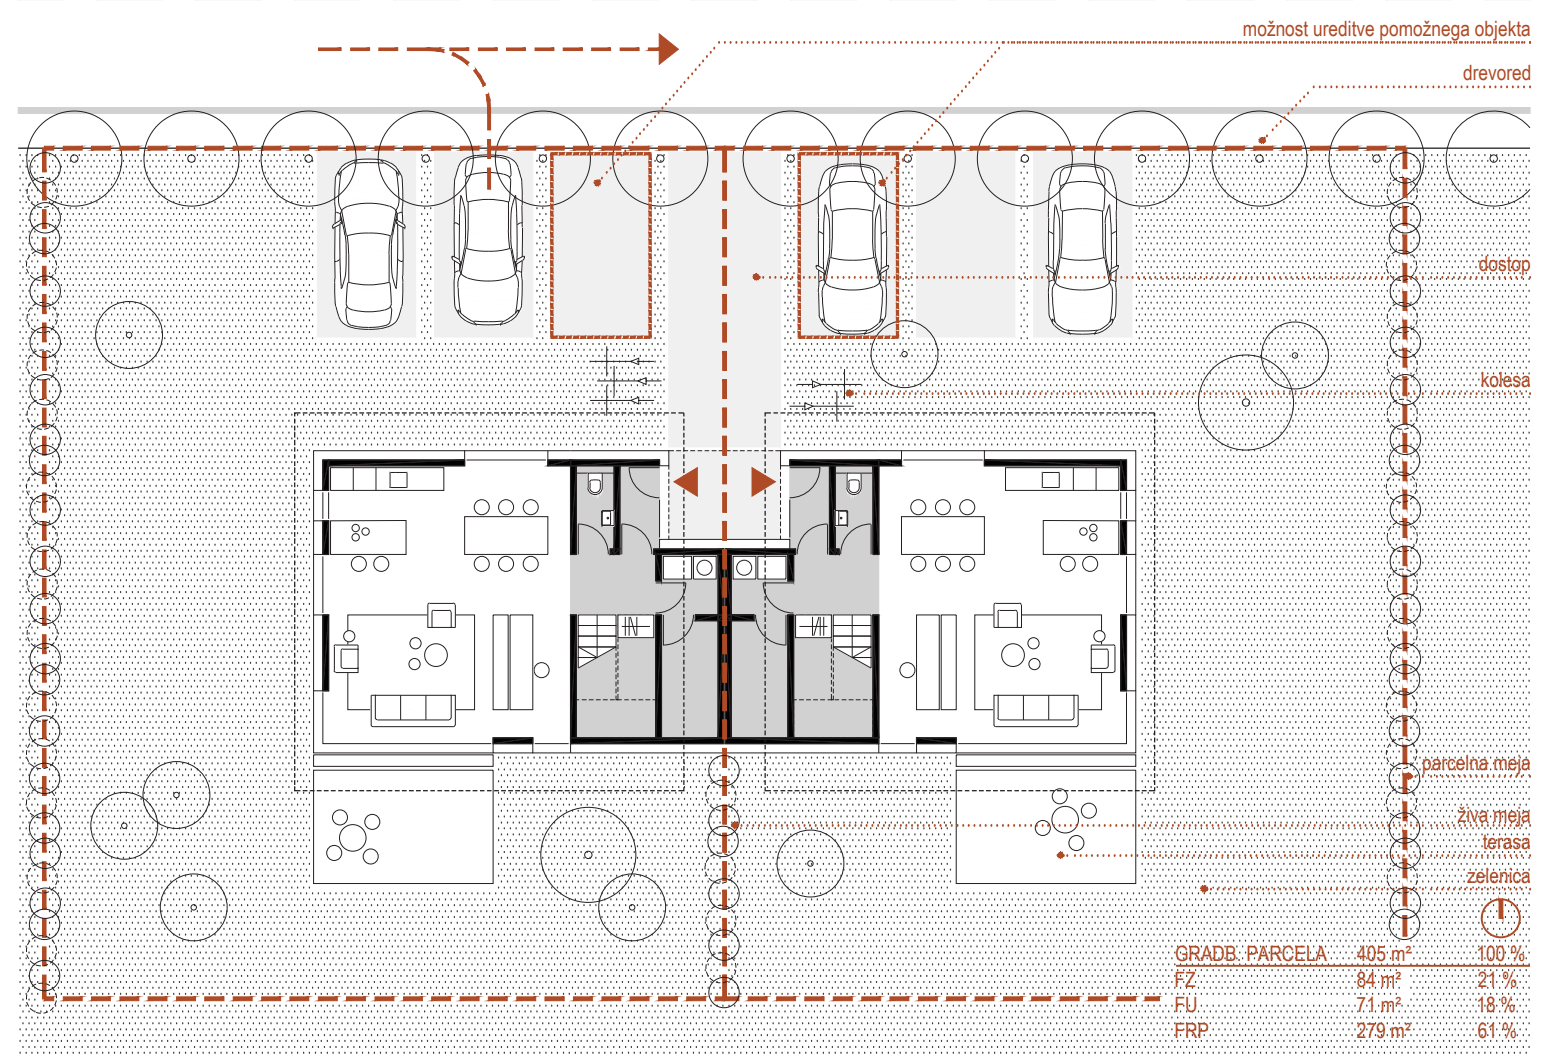 možnost ureditve pomožnega objekta
drevored
dostop
kolesa
parcelna meja
živa meja
terasa
zelenica
GRADB. PARCELA 405 m² 100 %
FZ 84 m² 21 %
FU 71 m² 18 %
FRP 279 m² 61 %